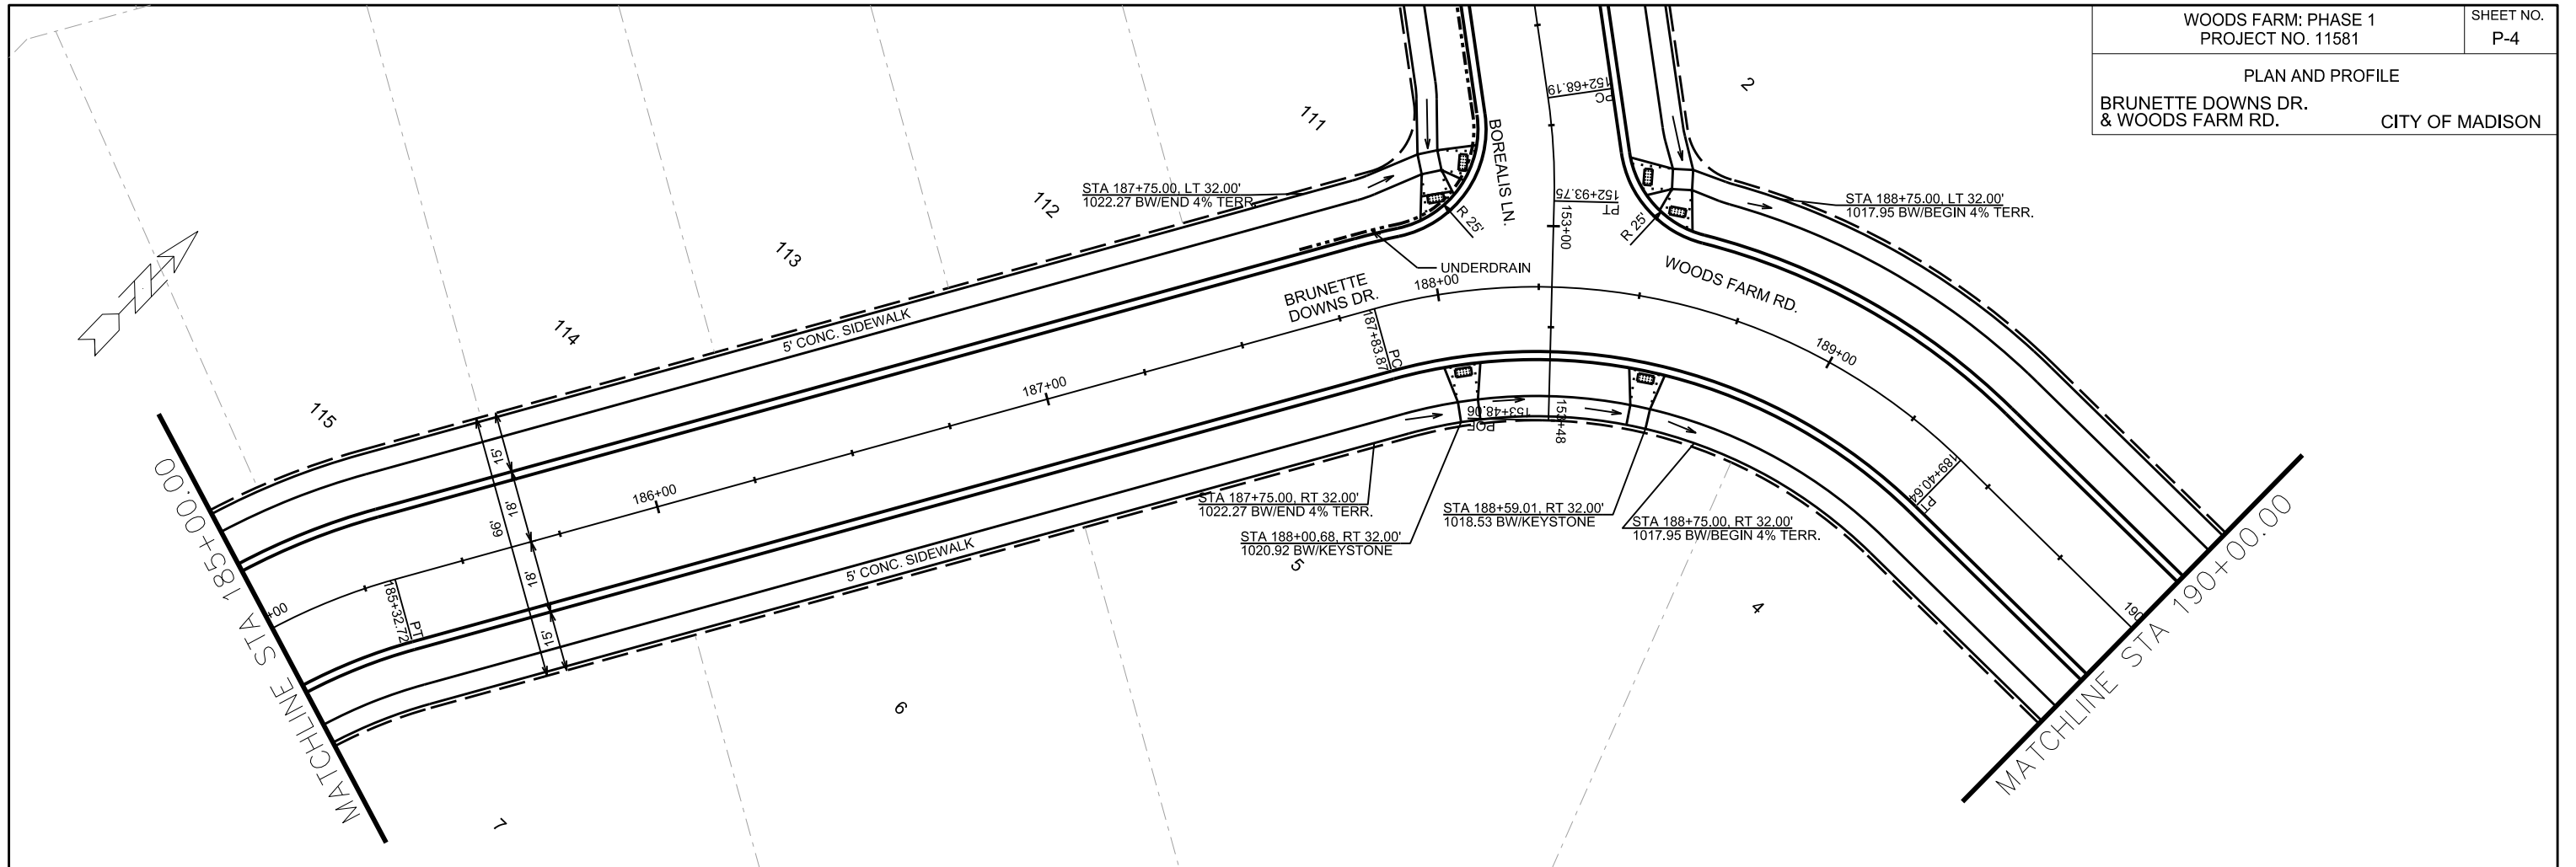 WOODS FARM: PHASE 1
PROJECT NO. 11581
SHEET NO.
P-4
PLAN AND PROFILE
BRUNETTE DOWNS DR.
& WOODS FARM RD.
CITY OF MADISON
2
111
112
113
114
115
152+68.19
PC
BOREALIS LN.
152+93.75
PT
153+00
STA 187+75.00, LT 32.00'
1022.27 BW/END 4% TERR.
STA 188+75.00, LT 32.00'
1017.95 BW/BEGIN 4% TERR.
R 25'
R 25'
UNDERDRAIN
WOODS FARM RD.
BRUNETTE
DOWNS DR.
188+00
187+83.87
PC
189+00
5' CONC. SIDEWALK
187+00
186+00
153+48.06
POE
153+48
189+40.64
PT
15'
18'
66'
18'
15'
STA 187+75.00, RT 32.00'
1022.27 BW/END 4% TERR.
STA 188+00.68, RT 32.00'
1020.92 BW/KEYSTONE
STA 188+59.01, RT 32.00'
1018.53 BW/KEYSTONE
STA 188+75.00, RT 32.00'
1017.95 BW/BEGIN 4% TERR.
5' CONC. SIDEWALK
+00
185+32.72
PT
190
MATCHLINE STA 185+00.00
MATCHLINE STA 190+00.00
4
5
6
7